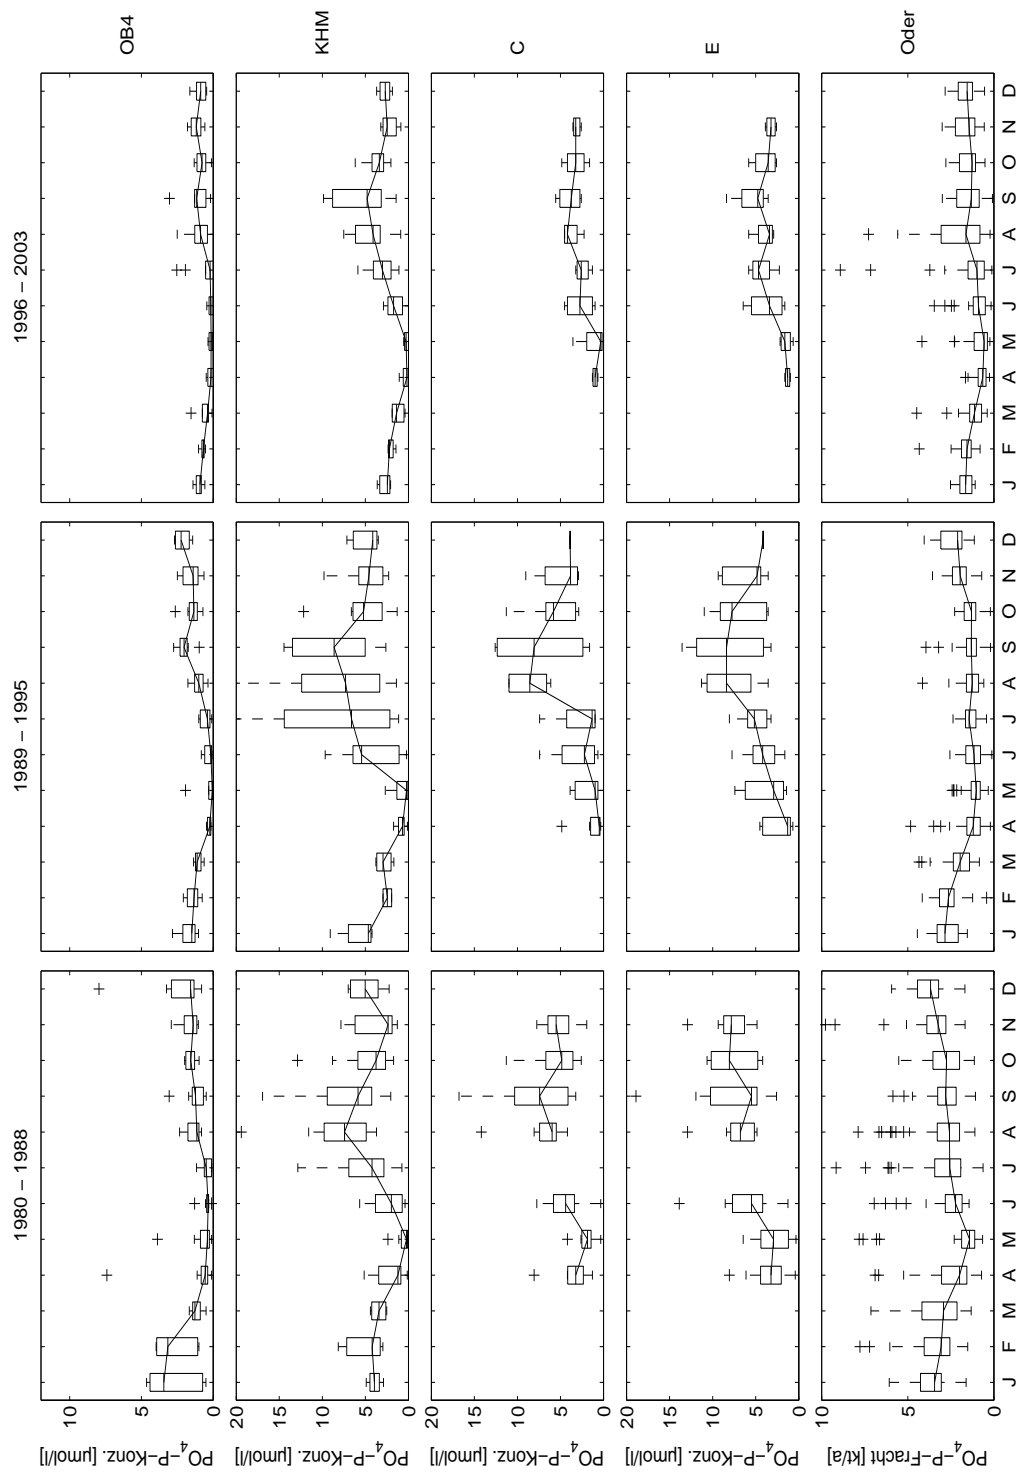 1980 – 1988 1989 – 1995 1996 – 2003
PO₄–P–Konz. [µmol/l]
10
5
0
OB4
PO₄–P–Konz. [µmol/l]
20
15
10
5
0
KHM
PO₄–P–Konz. [µmol/l]
20
15
10
5
0
C
PO₄–P–Konz. [µmol/l]
20
15
10
5
0
E
PO₄–P–Fracht [kt/a]
10
5
0
Oder
J F M A M J J A S O N D J F M A M J J A S O N D J F M A M J J A S O N D